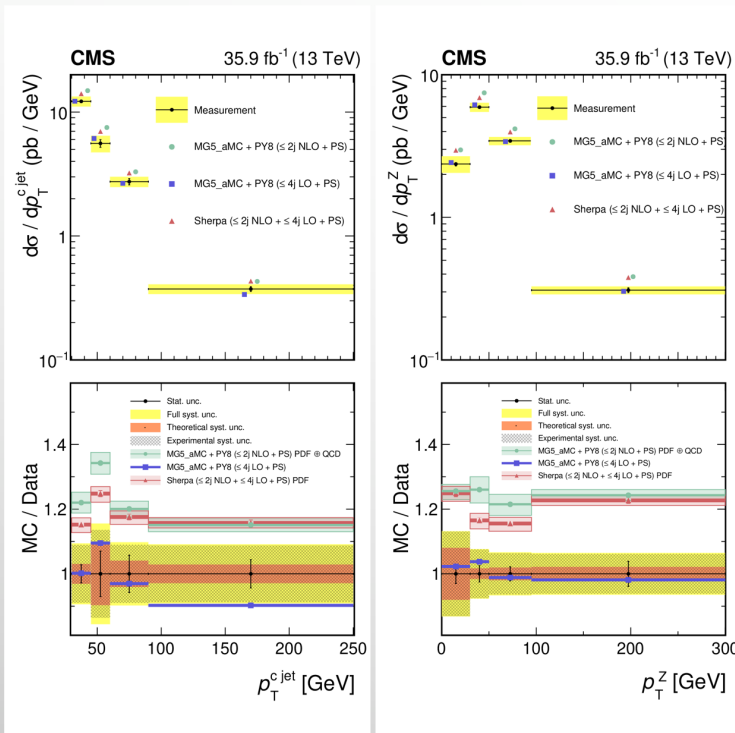 CMS 35.9 fb⁻¹ (13 TeV)
dσ / dp_T^{c jet} (pb / GeV)
10
1
10⁻¹
Measurement
MG5_aMC + PY8 (≤ 2j NLO + PS)
MG5_aMC + PY8 (≤ 4j LO + PS)
Sherpa (≤ 2j NLO + ≤ 4j LO + PS)
MC / Data
1.4
1.2
1
Stat. unc.
Full syst. unc.
Theoretical syst. unc.
Experimental syst. unc.
MG5_aMC + PY8 (≤ 2j NLO + PS) PDF ⊕ QCD
MG5_aMC + PY8 (≤ 4j LO + PS)
Sherpa (≤ 2j NLO + ≤ 4j LO + PS) PDF
50 100 150 200 250
p_T^{c jet} [GeV]
CMS 35.9 fb⁻¹ (13 TeV)
dσ / dp_T^Z (pb / GeV)
10
1
10⁻¹
Measurement
MG5_aMC + PY8 (≤ 2j NLO + PS)
MG5_aMC + PY8 (≤ 4j LO + PS)
Sherpa (≤ 2j NLO + ≤ 4j LO + PS)
MC / Data
1.4
1.2
1
Stat. unc.
Full syst. unc.
Theoretical syst. unc.
Experimental syst. unc.
MG5_aMC + PY8 (≤ 2j NLO + PS) PDF ⊕ QCD
MG5_aMC + PY8 (≤ 4j LO + PS)
Sherpa (≤ 2j NLO + ≤ 4j LO + PS) PDF
0 100 200 300
p_T^Z [GeV]